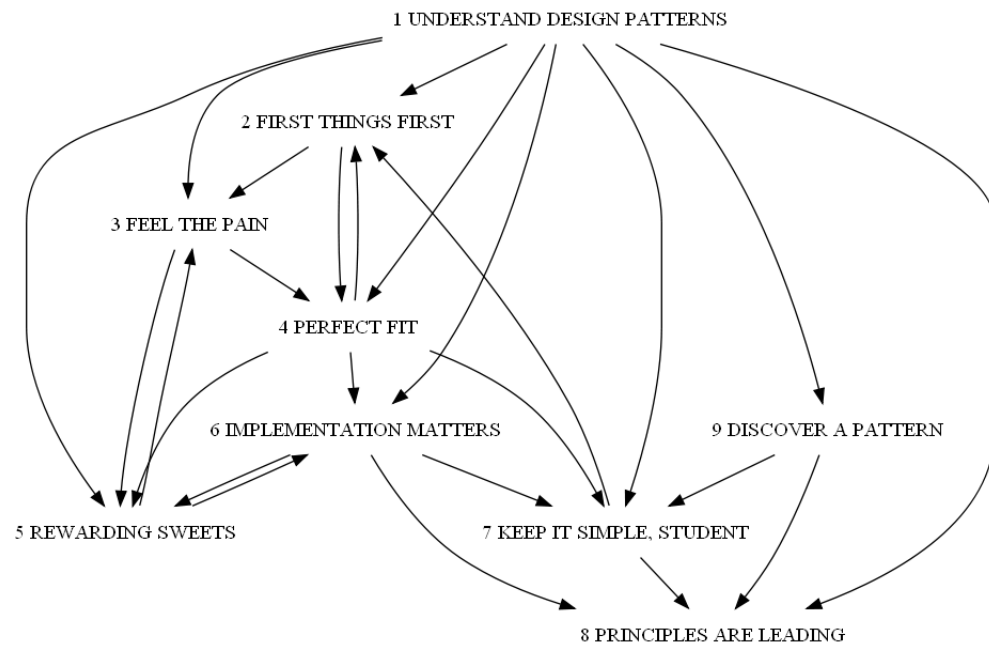 1 UNDERSTAND DESIGN PATTERNS
2 FIRST THINGS FIRST
3 FEEL THE PAIN
4 PERFECT FIT
6 IMPLEMENTATION MATTERS
9 DISCOVER A PATTERN
5 REWARDING SWEETS
7 KEEP IT SIMPLE, STUDENT
8 PRINCIPLES ARE LEADING